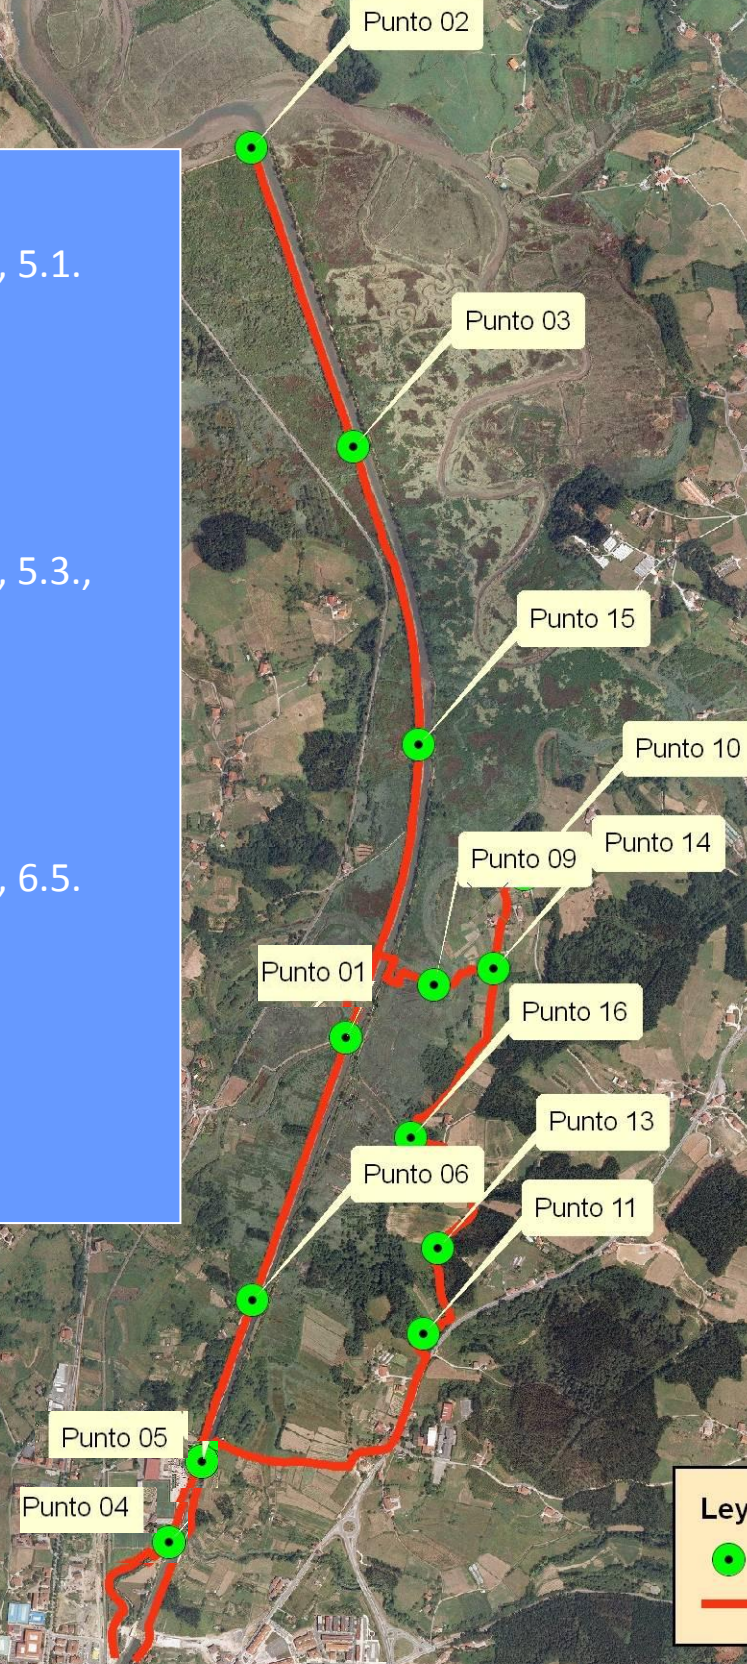 Punto 02
, 5.1.
Punto 03
, 5.3.,
Punto 15
Punto 10
Punto 14
Punto 09
, 6.5.
Punto 01
Punto 16
Punto 13
Punto 06
Punto 11
Punto 05
Punto 04
Ley